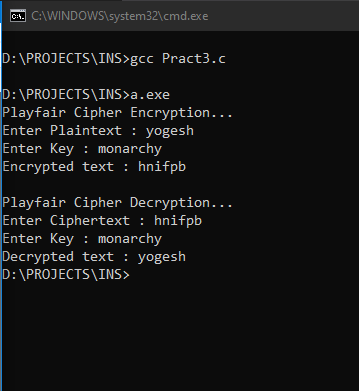 C:\WINDOWS\system32\cmd.exe
D:\PROJECTS\INS>gcc Pract3.c
D:\PROJECTS\INS>a.exe
Playfair Cipher Encryption...
Enter Plaintext : yogesh
Enter Key : monarchy
Encrypted text : hnifpb
Playfair Cipher Decryption...
Enter Ciphertext : hnifpb
Enter Key : monarchy
Decrypted text : yogesh
D:\PROJECTS\INS>